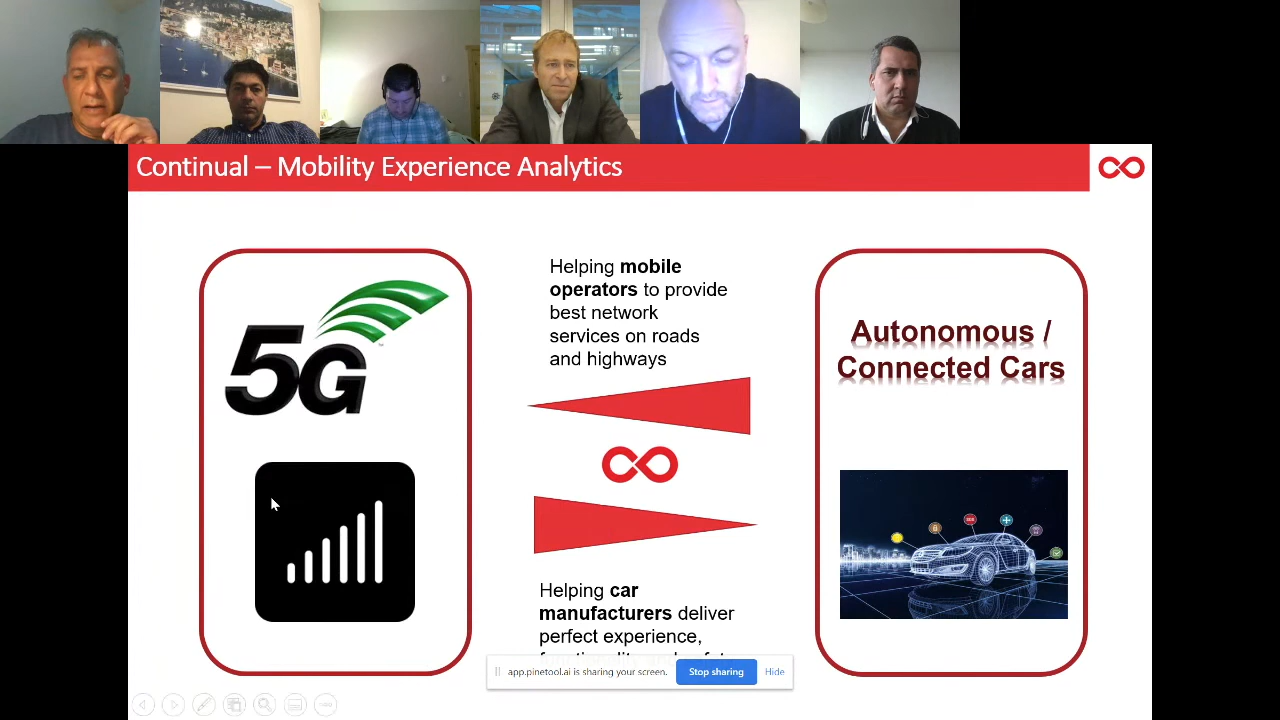 Continual – Mobility Experience Analytics
5G
Helping mobile
operators to provide
best network
services on roads
and highways
Autonomous /
Connected Cars
SOS
Helping car
manufacturers deliver
perfect experience,
app.pinetool.ai is sharing your screen.
Stop sharing
Hide